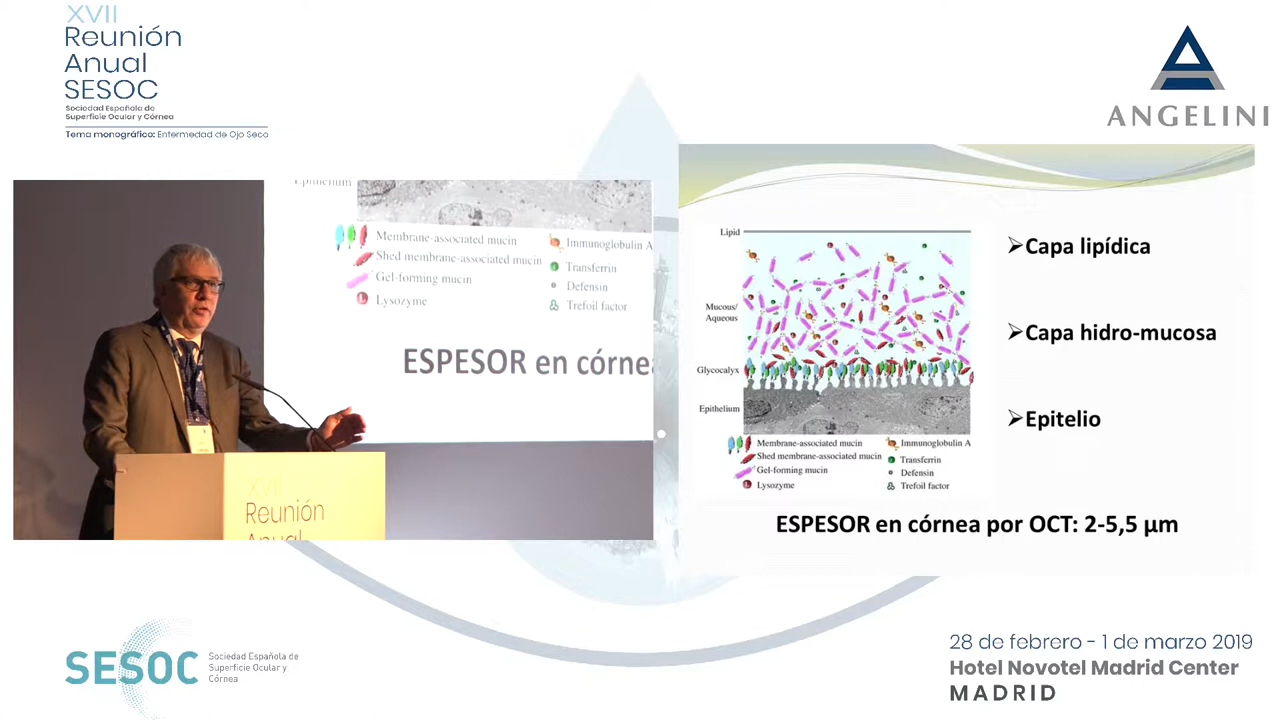 XVII
Reunión
Anual
SESOC
Sociedad Española de
Superficie Ocular y Córnea
Tema monográfico: Enfermedad de Ojo Seco
ANGELINI
Epithelium
Membrane-associated mucin
Shed membrane-associated mucin
Gel-forming mucin
Lysozyme
Immunoglobulin A
Transferrin
Defensin
Trefoil factor
ESPESOR en córnea
XVII
Reunión
Anual
Lipid
Mucous/
Aqueous
Glycocalyx
Epithelium
Membrane-associated mucin
Shed membrane-associated mucin
Gel-forming mucin
Lysozyme
Immunoglobulin A
Transferrin
Defensin
Trefoil factor
➢Capa lipídica
➢Capa hidro-mucosa
➢Epitelio
ESPESOR en córnea por OCT: 2-5,5 µm
SESOC
Sociedad Española de
Superficie Ocular y
Córnea
28 de febrero - 1 de marzo 2019
Hotel Novotel Madrid Center
MADRID